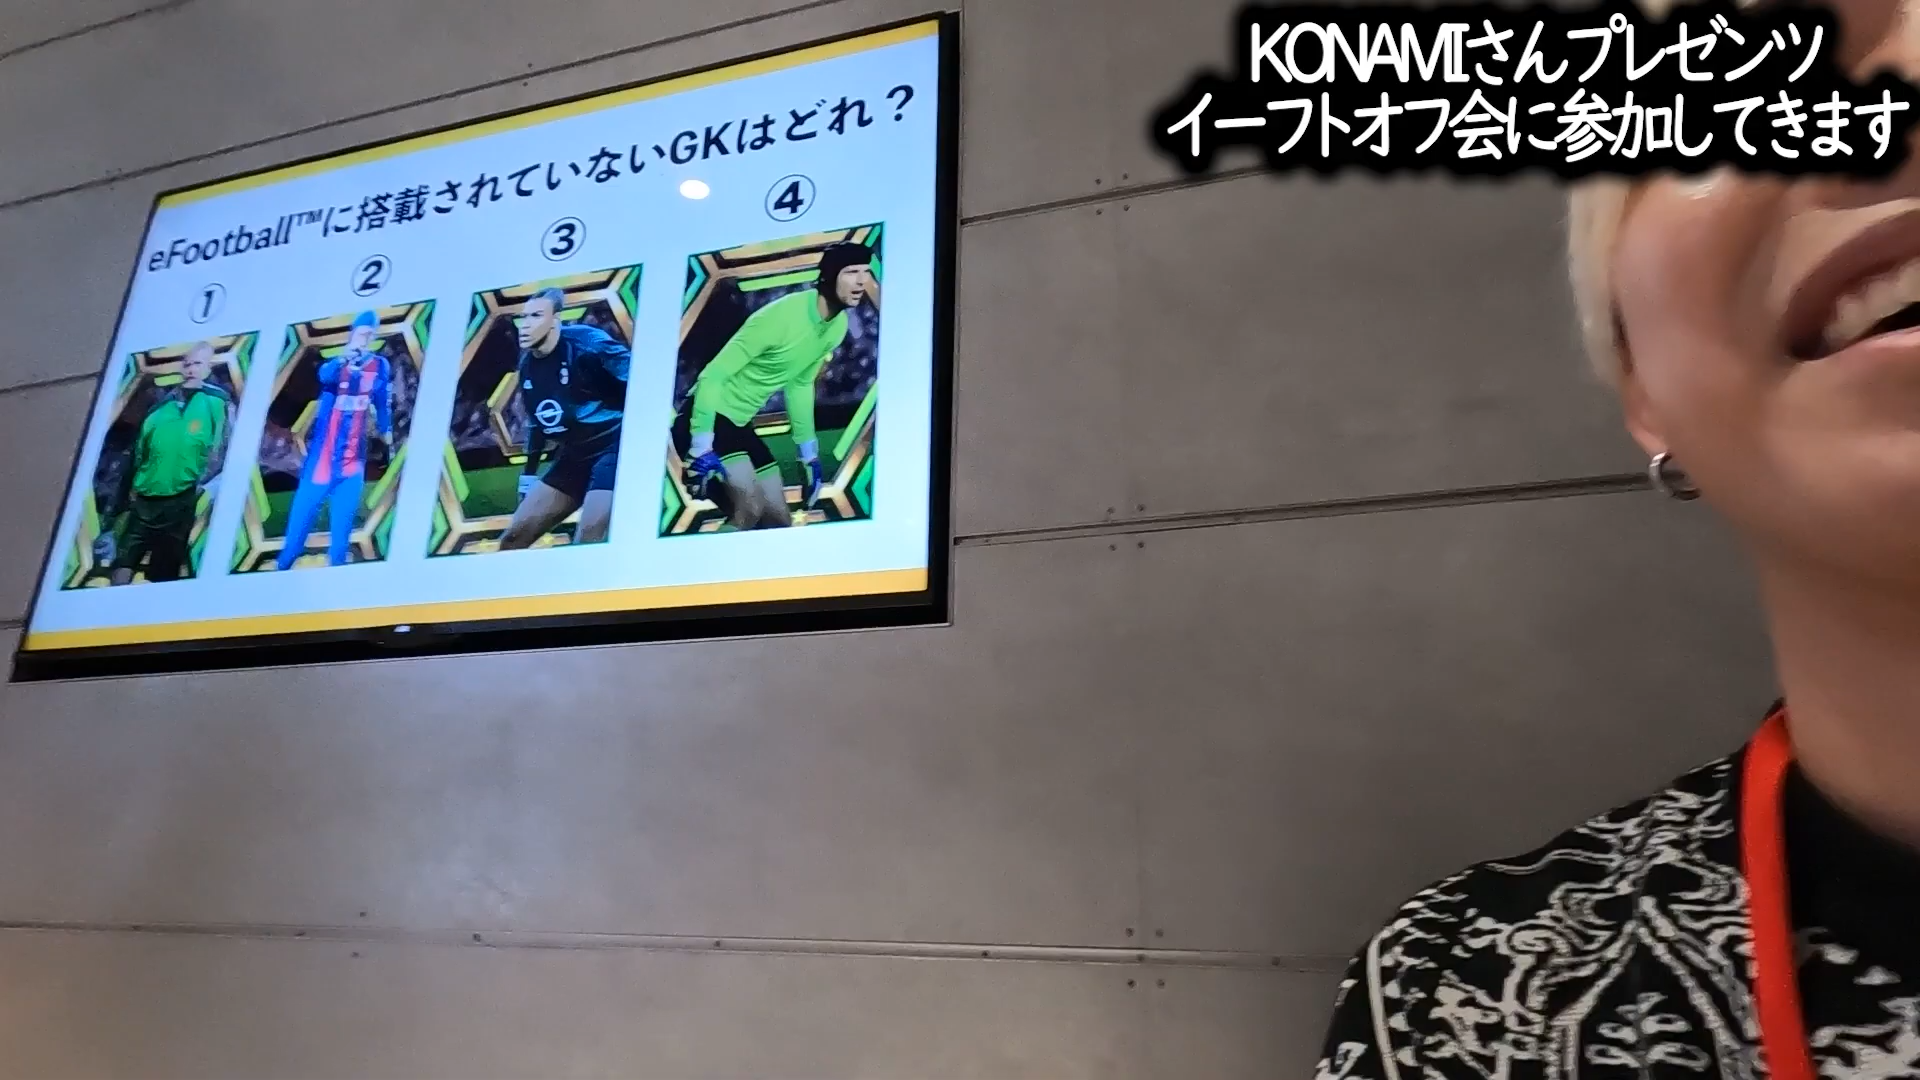 KONAMIさんプレゼンツ
イーフトオフ会に参加してきます
eFootball™に搭載されていないGKはどれ？
①
②
③
④
OPEL